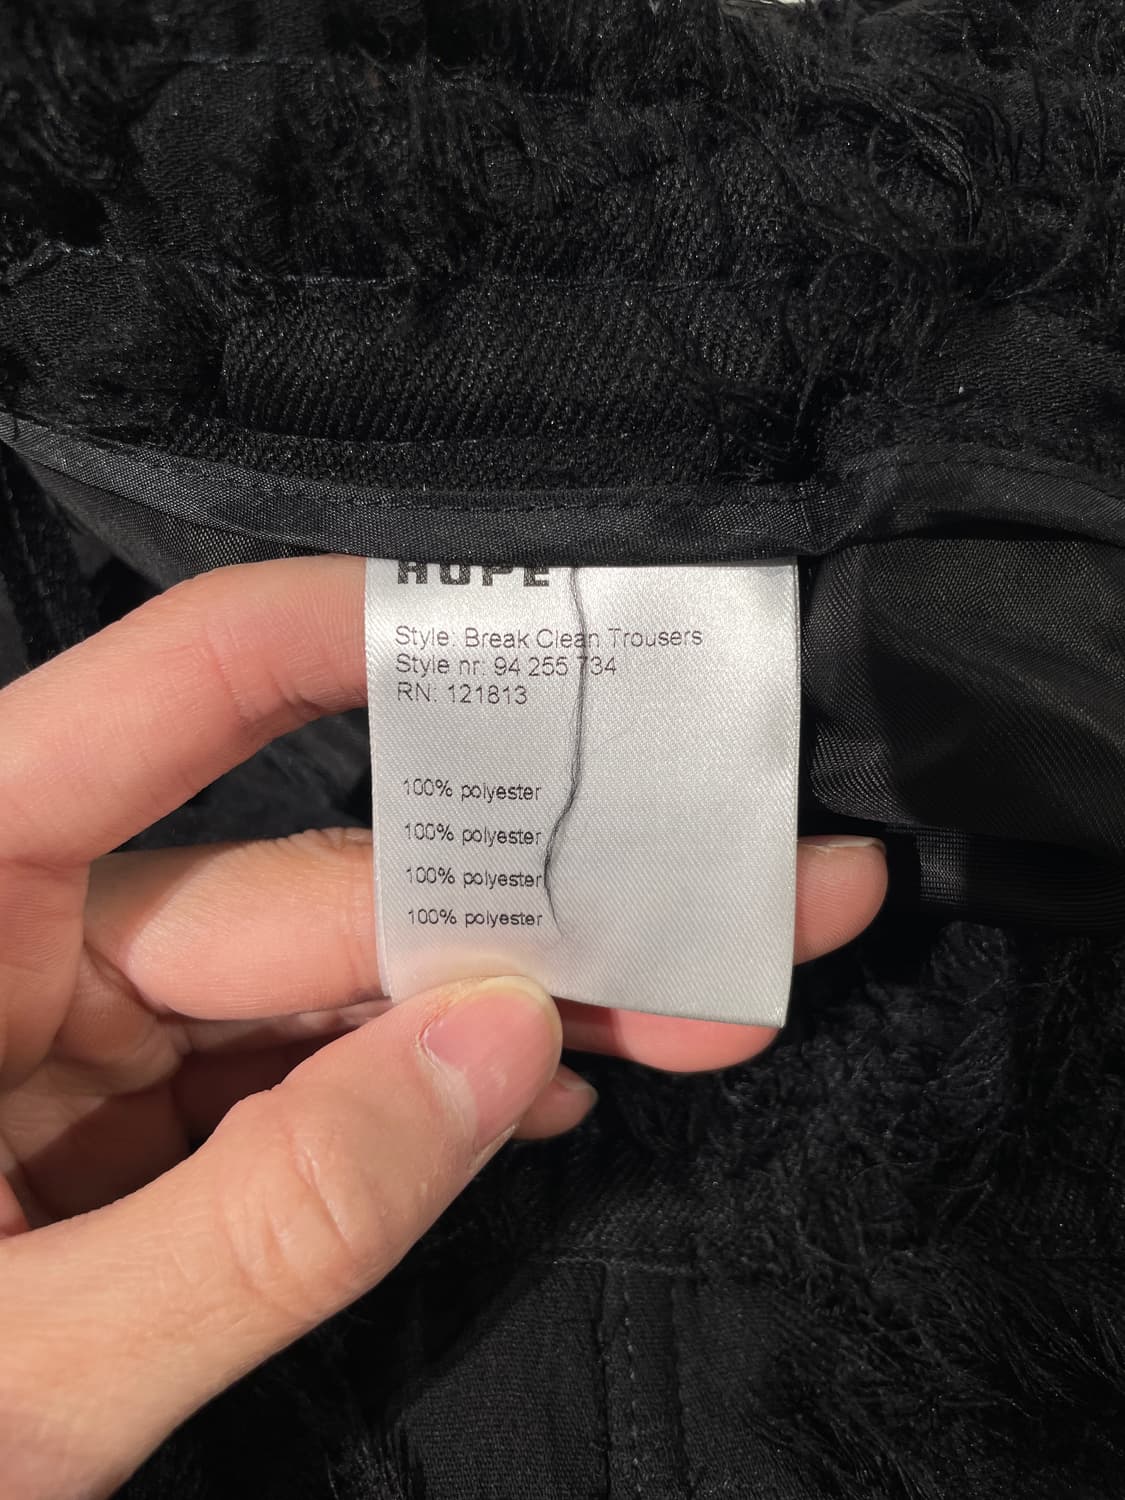 HOPE
Style: Break Clean Trousers
Style nr: 94 255 734
RN: 121813
100% polyester
100% polyester
100% polyester
100% polyester